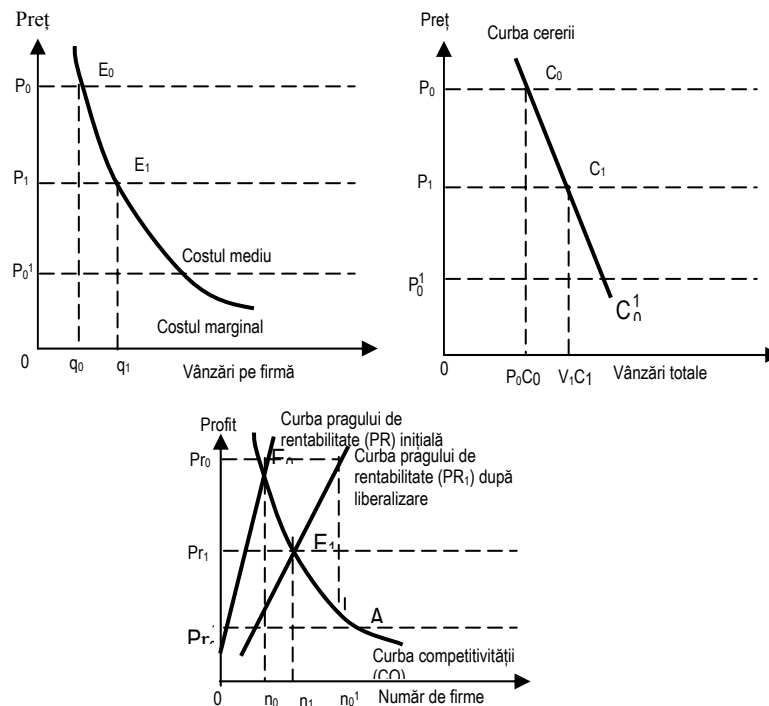 Preț
P₀
E₀
P₁
E₁
Costul mediu
P₀¹
Costul marginal
0
q₀
q₁
Vânzări pe firmă
Preț
Curba cererii
P₀
C₀
P₁
C₁
P₀¹
0
P₀C₀
V₁C₁
Vânzări totale
Profit
Curba pragului de
rentabilitate (PR) inițială
Pr₀
Curba pragului de
rentabilitate (PR₁) după
liberalizare
Pr₁
A
Curba competitivității
0
n₀
n₁
n₀¹
Număr de firme